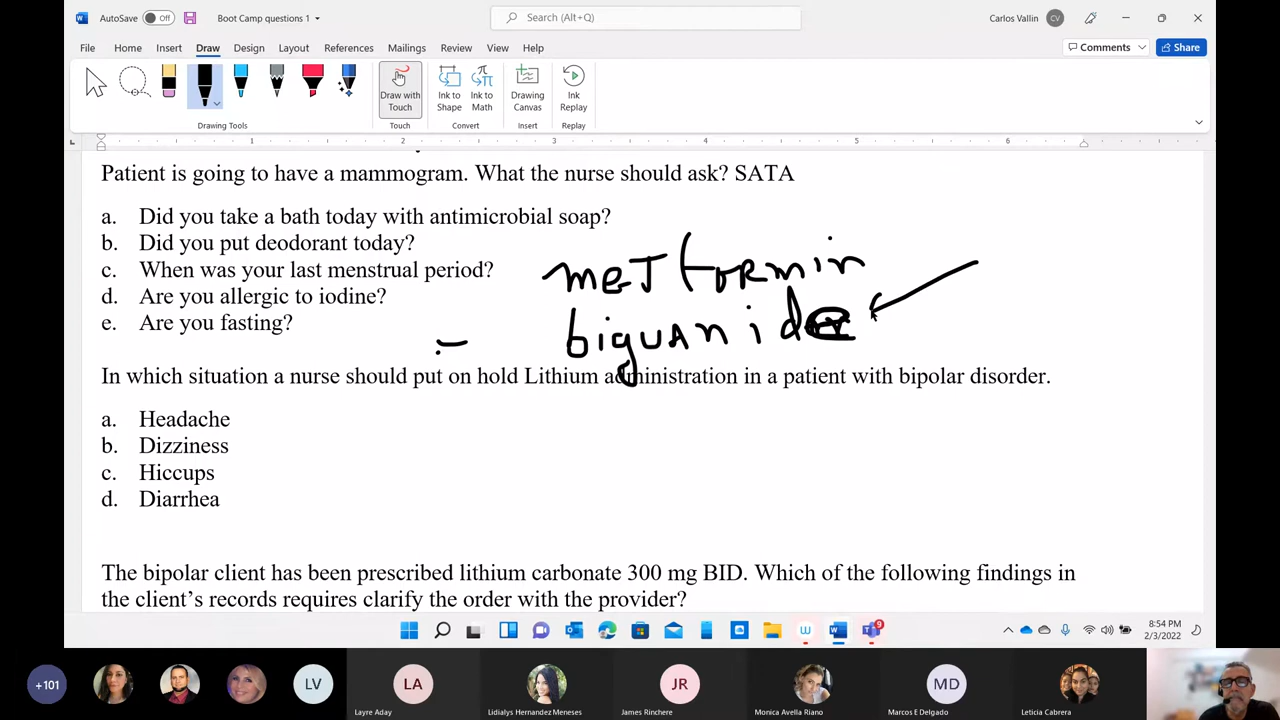 AutoSave Off Boot Camp questions 1 Search (Alt+Q) Carlos Vallin CV
File Home Insert Draw Design Layout References Mailings Review View Help Comments Share
Draw with Touch Ink to Shape Ink to Math Drawing Canvas Ink Replay
Drawing Tools Touch Convert Insert Replay
1 2 3 4 5 6
Patient is going to have a mammogram. What the nurse should ask? SATA
a. Did you take a bath today with antimicrobial soap?
b. Did you put deodorant today?
c. When was your last menstrual period?
d. Are you allergic to iodine?
e. Are you fasting?
metformin
biguanide
In which situation a nurse should put on hold Lithium administration in a patient with bipolar disorder.
a. Headache
b. Dizziness
c. Hiccups
d. Diarrhea
The bipolar client has been prescribed lithium carbonate 300 mg BID. Which of the following findings in
the client's records requires clarify the order with the provider?
9 8:54 PM
2/3/2022
+101 LV LA JR MD
Layre Aday Lidialys Hernandez Meneses James Rinchere Monica Avella Riano Marcos E Delgado Leticia Cabrera